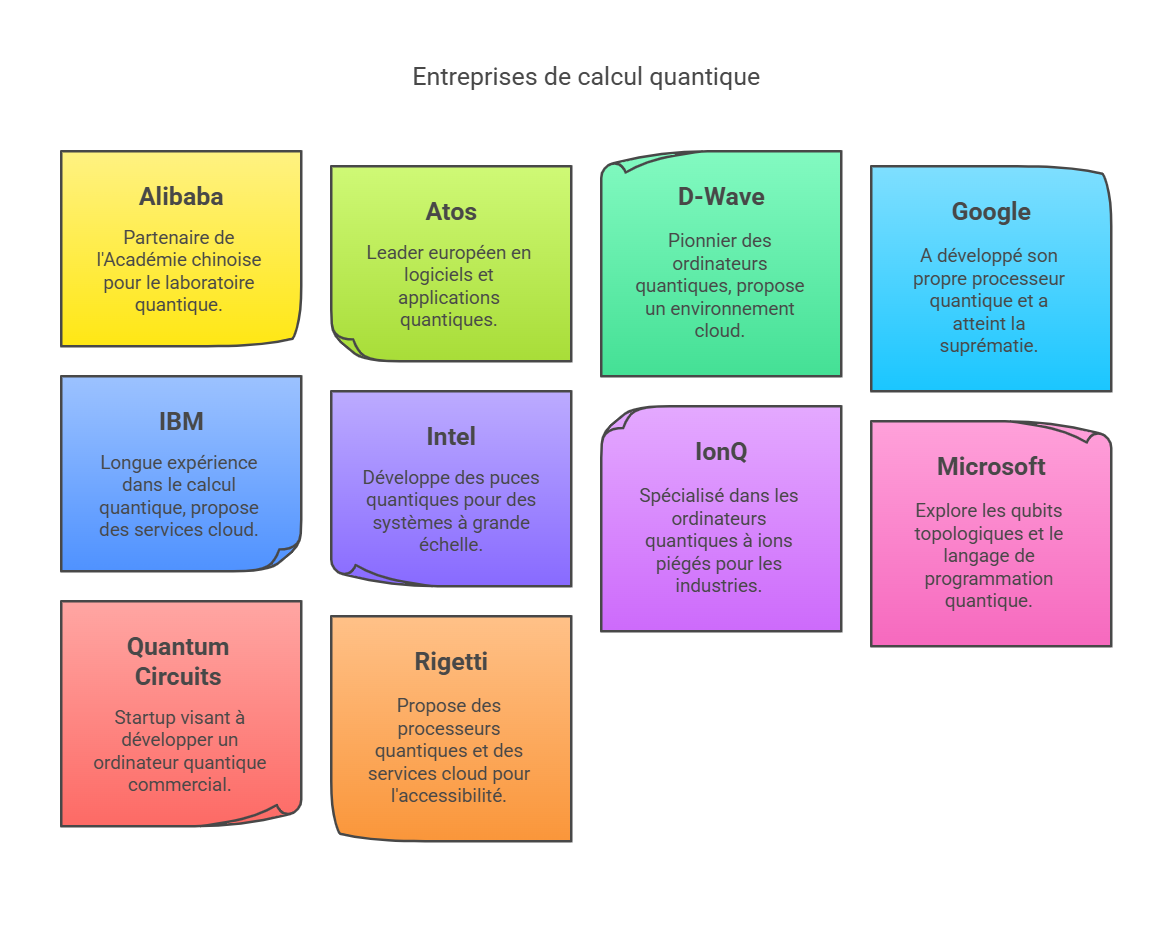 Entreprises de calcul quantique
Alibaba
Partenaire de
l'Académie chinoise
pour le laboratoire
quantique.
Atos
Leader européen en
logiciels et
applications
quantiques.
D-Wave
Pionnier des
ordinateurs
quantiques, propose
un environnement
cloud.
Google
A développé son
propre processeur
quantique et a
atteint la
suprématie.
IBM
Longue expérience
dans le calcul
quantique, propose
des services cloud.
Intel
Développe des puces
quantiques pour des
systèmes à grande
échelle.
IonQ
Spécialisé dans les
ordinateurs
quantiques à ions
piégés pour les
industries.
Microsoft
Explore les qubits
topologiques et le
langage de
programmation
quantique.
Quantum
Circuits
Startup visant à
développer un
ordinateur quantique
commercial.
Rigetti
Propose des
processeurs
quantiques et des
services cloud pour
l'accessibilité.